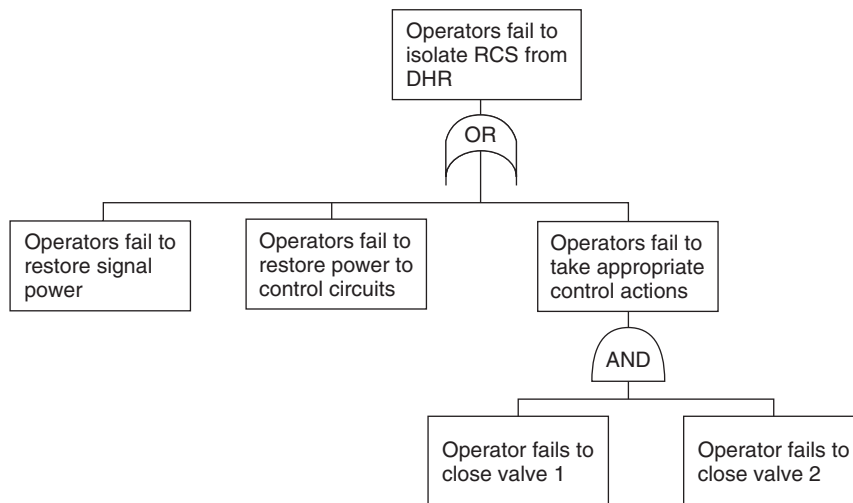 Operators fail to
isolate RCS from
DHR
OR
Operators fail to
restore signal
power
Operators fail to
restore power to
control circuits
Operators fail to
take appropriate
control actions
AND
Operator fails to
close valve 1
Operator fails to
close valve 2